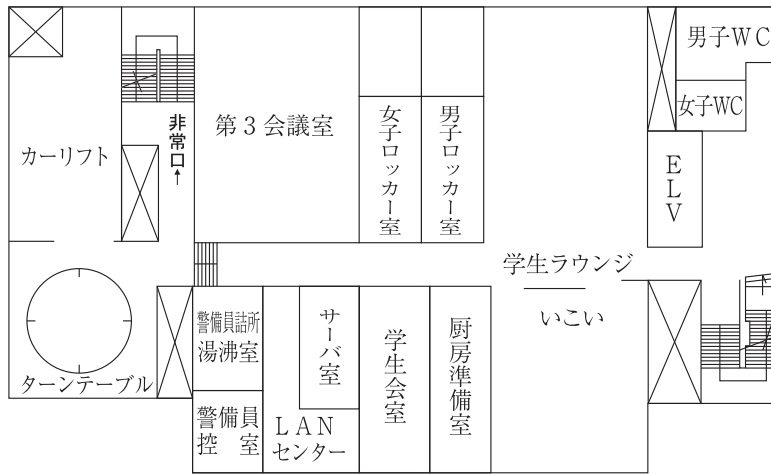 男子WC
女子WC
非常口→
第３会議室
女子ロッカー室
男子ロッカー室
カーリフト
ELV
学生ラウンジ
いこい
警備員詰所
湯沸室
サーバ室
学生会室
厨房準備室
ターンテーブル
警備員
控室
LAN
センター